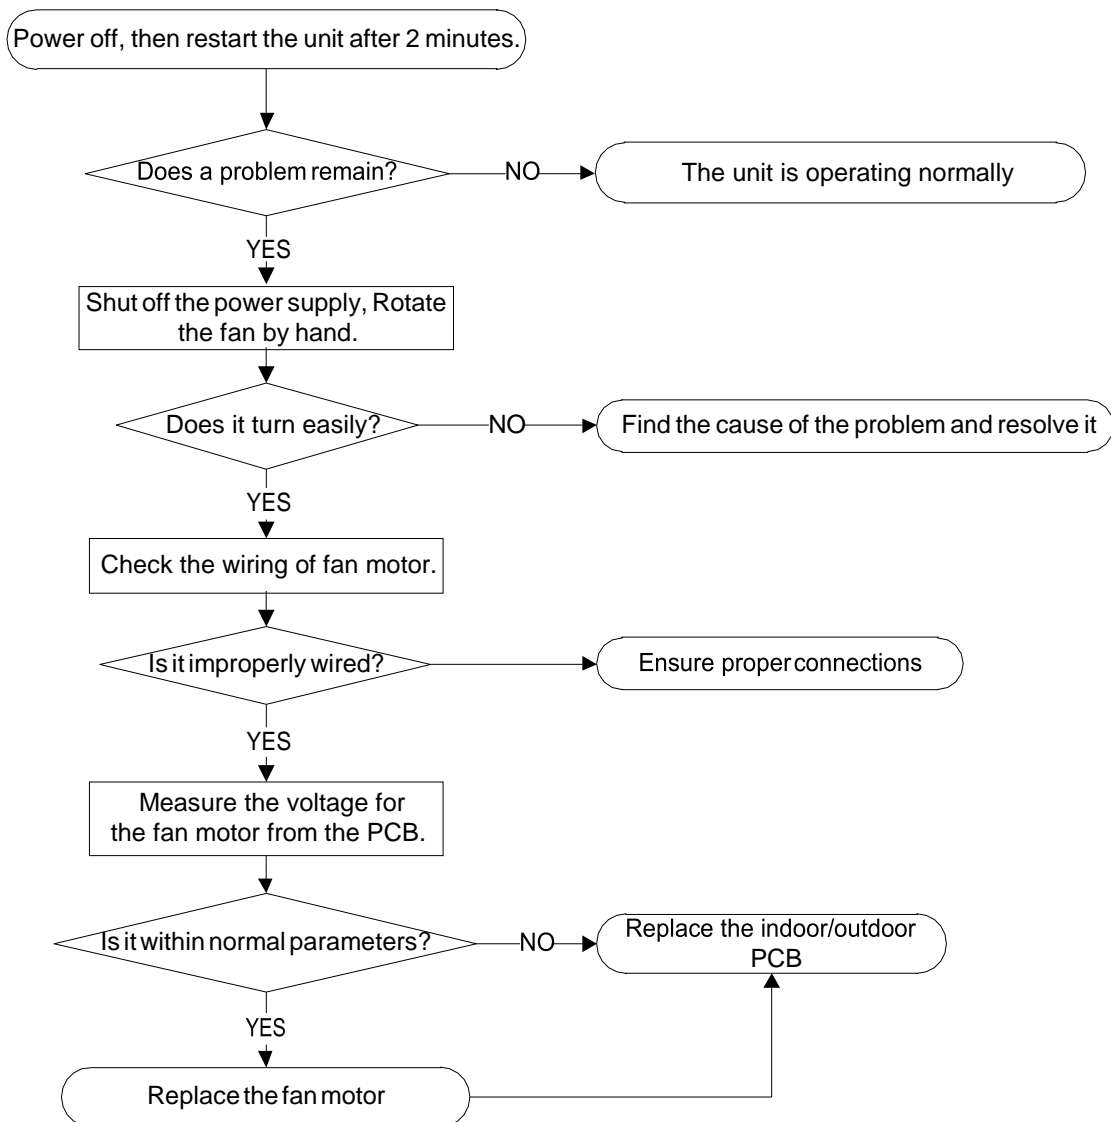 Power off, then restart the unit after 2 minutes.
Does a problem remain?
NO
The unit is operating normally
YES
Shut off the power supply, Rotate
the fan by hand.
Does it turn easily?
NO
Find the cause of the problem and resolve it
YES
Check the wiring of fan motor.
Is it improperly wired?
Ensure proper connections
YES
Measure the voltage for
the fan motor from the PCB.
Is it within normal parameters?
NO
Replace the indoor/outdoor
PCB
YES
Replace the fan motor